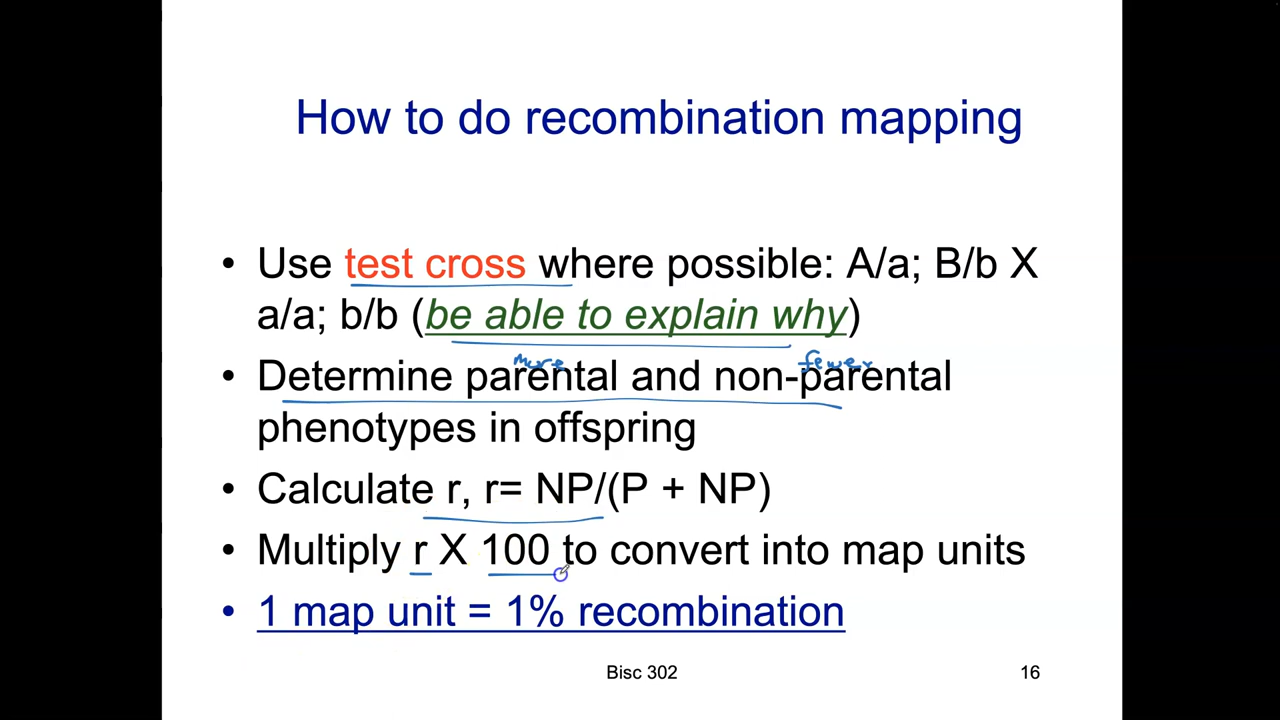 How to do recombination mapping
• Use test cross where possible: A/a; B/b X
a/a; b/b (be able to explain why)
more fewer
• Determine parental and non-parental
phenotypes in offspring
• Calculate r, r= NP/(P + NP)
• Multiply r X 100 to convert into map units
• 1 map unit = 1% recombination
Bisc 302 16